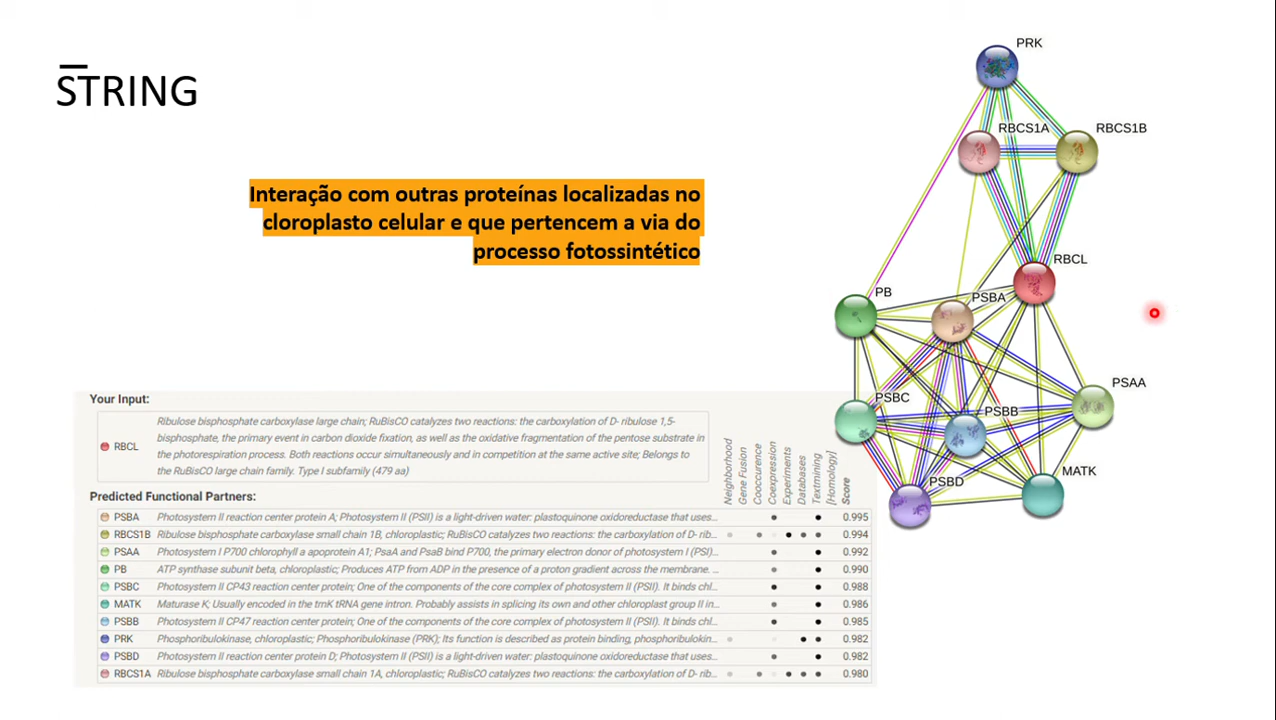 STRING
Interação com outras proteínas localizadas no
cloroplasto celular e que pertencem a via do
processo fotossintético
PRK
RBCS1A
RBCS1B
RBCL
PB
PSBA
PSAA
PSBC
PSBB
MATK
PSBD
Your Input:
RBCL
Ribulose bisphosphate carboxylase large chain; RuBisCO catalyzes two reactions: the carboxylation of D- ribulose 1,5-
bisphosphate, the primary event in carbon dioxide fixation, as well as the oxidative fragmentation of the pentose substrate in
the photorespiration process. Both reactions occur simultaneously and in competition at the same active site; Belongs to
the RuBisCO large chain family. Type I subfamily (479 aa)
Neighborhood
Gene Fusion
Cooccurence
Coexpression
Experiments
Databases
Textmining
[Homology]
Score
Predicted Functional Partners:
PSBA Photosystem II reaction center protein A; Photosystem II (PSII) is a light-driven water: plastoquinone oxidoreductase that uses... 0.995
RBCS1B Ribulose bisphosphate carboxylase small chain 1B, chloroplastic; RuBisCO catalyzes two reactions: the carboxylation of D- rib... 0.994
PSAA Photosystem I P700 chlorophyll a apoprotein A1; PsaA and PsaB bind P700, the primary electron donor of photosystem I (PSI)... 0.992
PB ATP synthase subunit beta, chloroplastic; Produces ATP from ADP in the presence of a proton gradient across the membrane. ... 0.990
PSBC Photosystem II CP43 reaction center protein; One of the components of the core complex of photosystem II (PSII). It binds chl... 0.988
MATK Maturase K; Usually encoded in the trnK tRNA gene intron. Probably assists in splicing its own and other chloroplast group II in... 0.986
PSBB Photosystem II CP47 reaction center protein; One of the components of the core complex of photosystem II (PSII). It binds chl... 0.985
PRK Phosphoribulokinase, chloroplastic; Phosphoribulokinase (PRK); Its function is described as protein binding, phosphoribulokin... 0.982
PSBD Photosystem II reaction center protein D; Photosystem II (PSII) is a light-driven water: plastoquinone oxidoreductase that uses... 0.982
RBCS1A Ribulose bisphosphate carboxylase small chain 1A, chloroplastic; RuBisCO catalyzes two reactions: the carboxylation of D- rib... 0.980